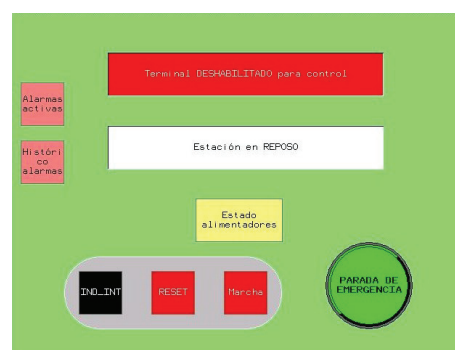 Terminal DESHABILITADO para control
Alarmas
activas
Estación en REPOSO
Históri
co
alarmas
Estado
alimentadores
IND_INT
RESET
Marcha
PARADA DE
EMERGENCIA